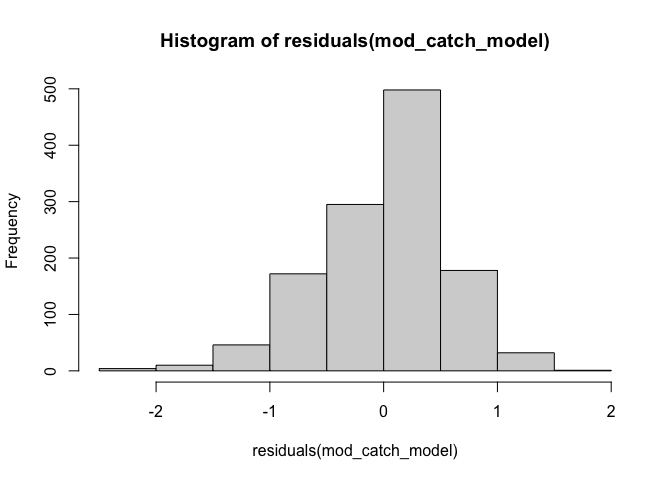 Histogram of residuals(mod_catch_model)
Frequency
500
400
300
200
100
0
-2 -1 0 1 2
residuals(mod_catch_model)